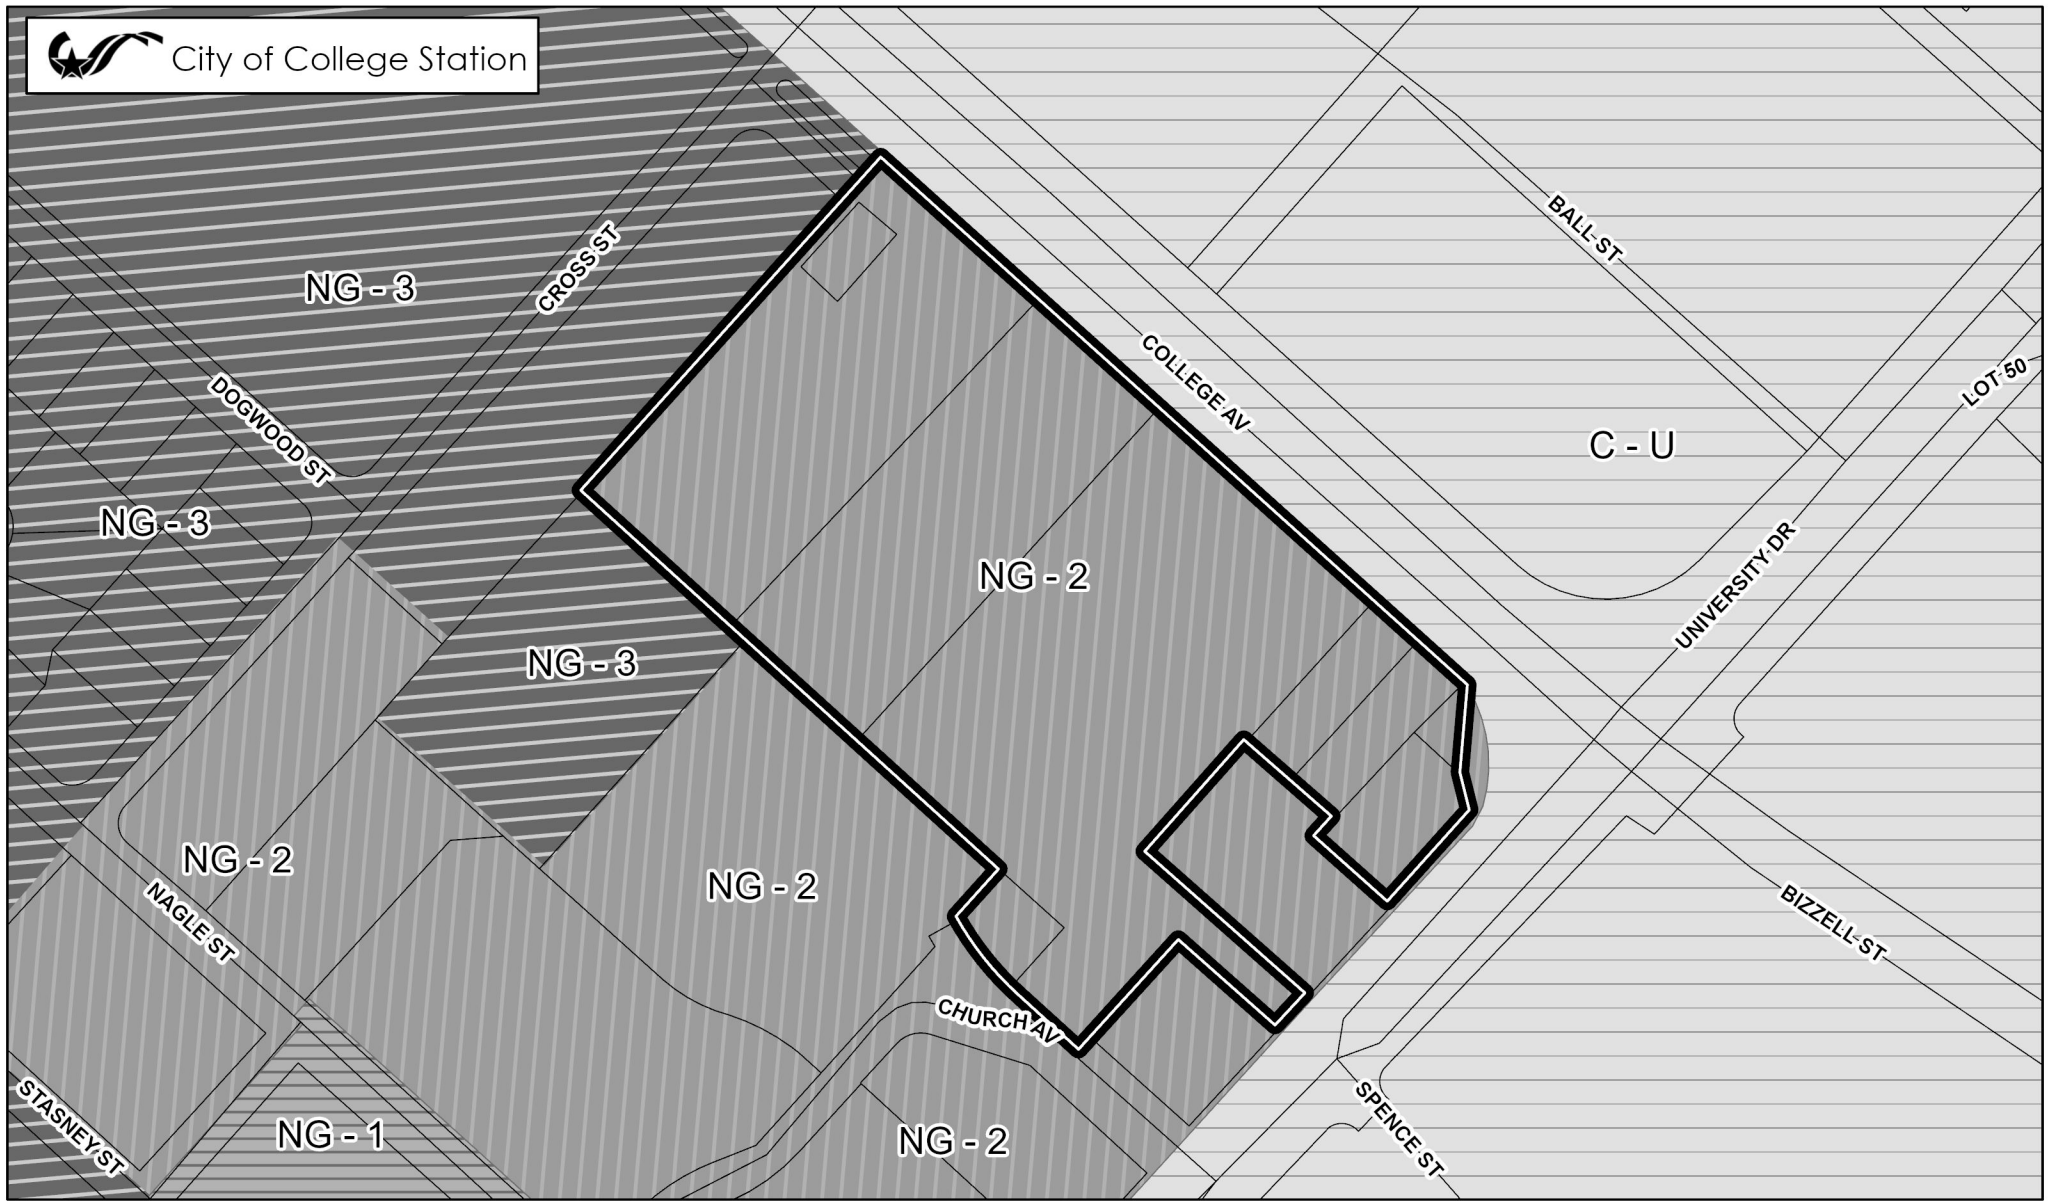 City of College Station
BALL ST
CROSS ST
NG - 3
COLLEGE AV
LOT 50
DOGWOOD ST
C - U
NG - 3
NG - 2
UNIVERSITY DR
NG - 3
NG - 2
NG - 2
NAGLE ST
BIZZELL ST
CHURCH AV
STASNEY ST
NG - 1
NG - 2
SPENCE ST